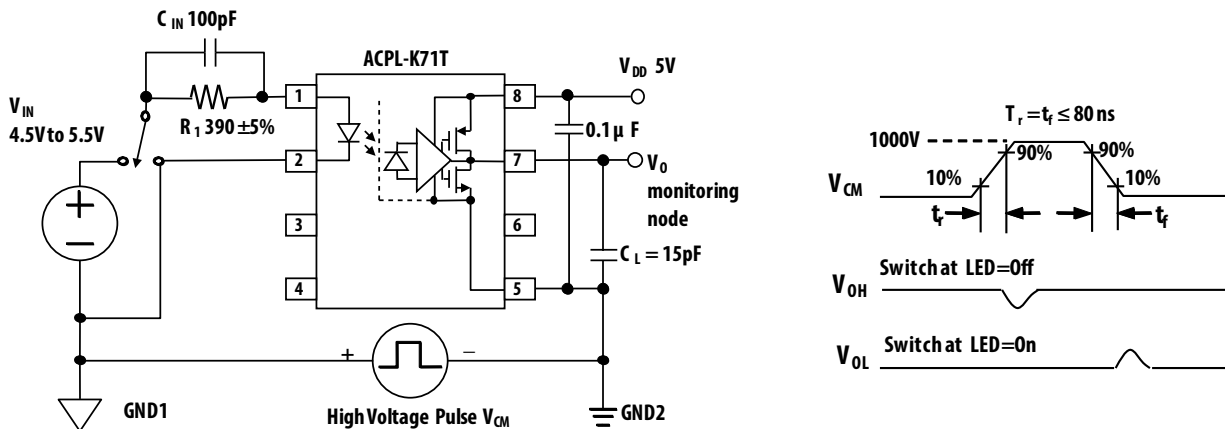 C IN 100pF
ACPL-K71T
V DD 5V
V IN
4.5V to 5.5V
R 1 390 ±5%
1
8
0.1µ F
2
7
V O
monitoring
node
3
6
C L = 15pF
4
5
+
−
+ −
GND1
High Voltage Pulse V CM
GND2
T r = t f ≤ 80 ns
1000V
90%
90%
V CM
10%
10%
t r
t f
Switch at LED=Off
V OH
Switch at LED=On
V OL